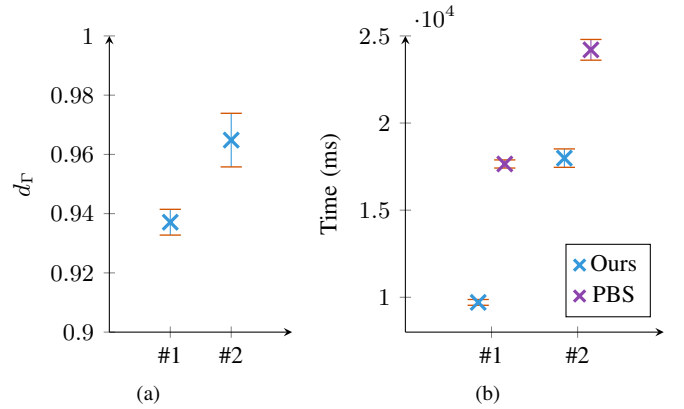 1
0.98
0.96
0.94
0.92
0.9
d_Γ
#1 #2
(a)
·10⁴
2.5
2
1.5
1
Time (ms)
Ours
PBS
#1 #2
(b)